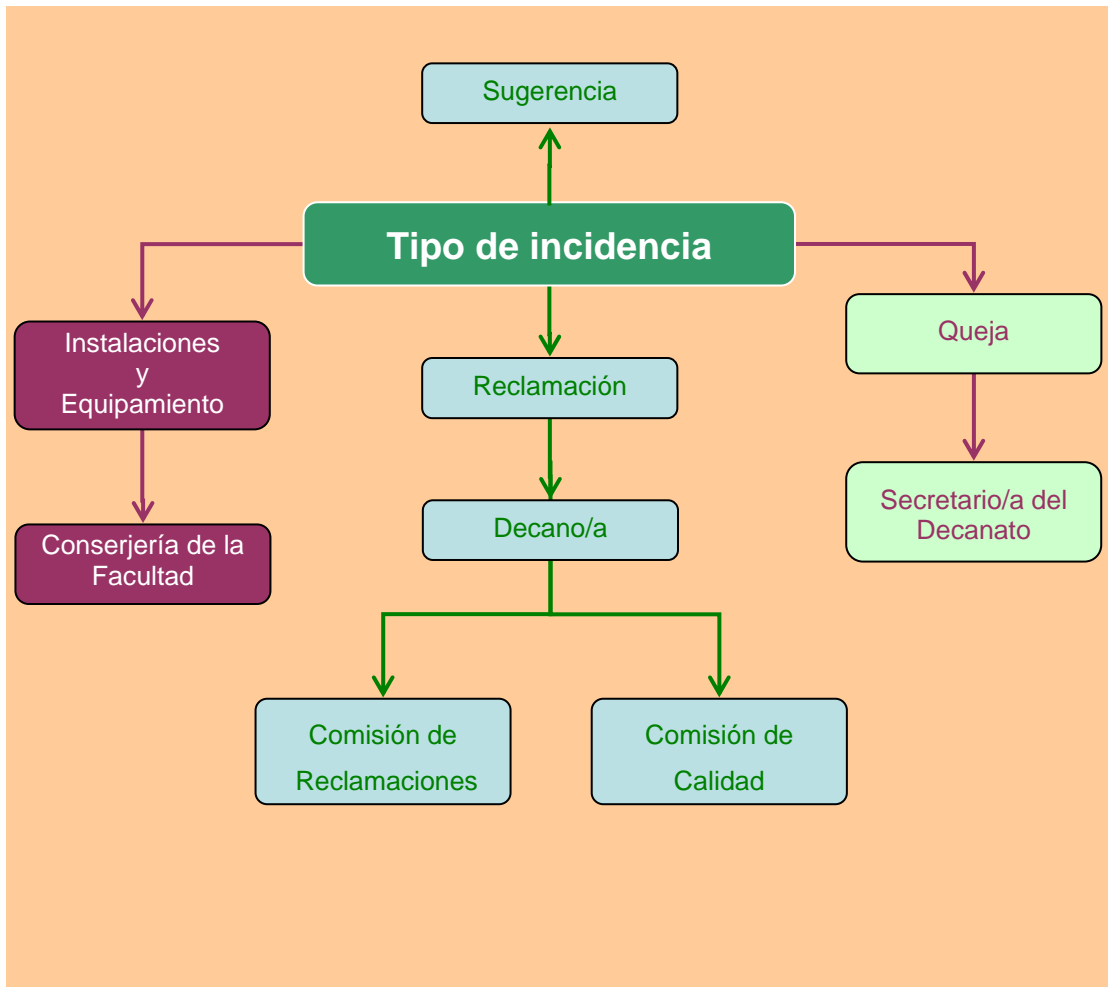 Sugerencia
Tipo de incidencia
Instalaciones
y
Equipamiento
Reclamación
Queja
Conserjería de la
Facultad
Decano/a
Secretario/a del
Decanato
Comisión de
Reclamaciones
Comisión de
Calidad